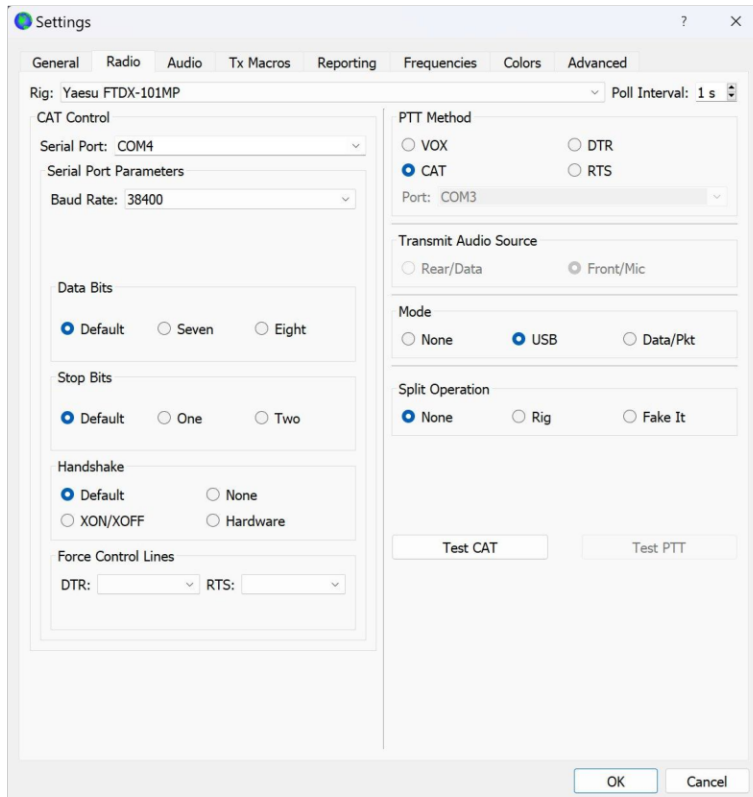 Settings
General Radio Audio Tx Macros Reporting Frequencies Colors Advanced
Rig: Yaesu FTDX-101MP Poll Interval: 1 s
CAT Control
Serial Port: COM4
Serial Port Parameters
Baud Rate: 38400
Data Bits
Default Seven Eight
Stop Bits
Default One Two
Handshake
Default None
XON/XOFF Hardware
Force Control Lines
DTR: RTS:
PTT Method
VOX DTR
CAT RTS
Port: COM3
Transmit Audio Source
Rear/Data Front/Mic
Mode
None USB Data/Pkt
Split Operation
None Rig Fake It
Test CAT Test PTT
OK Cancel